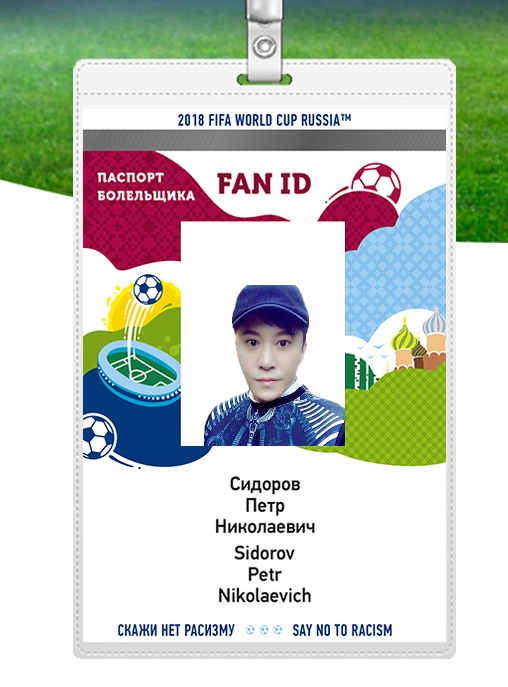 2018 FIFA WORLD CUP RUSSIA™
ПАСПОРТ
БОЛЕЛЬЩИКА
FAN ID
Сидоров
Петр
Николаевич
Sidorov
Petr
Nikolaevich
СКАЖИ НЕТ РАСИЗМУ SAY NO TO RACISM